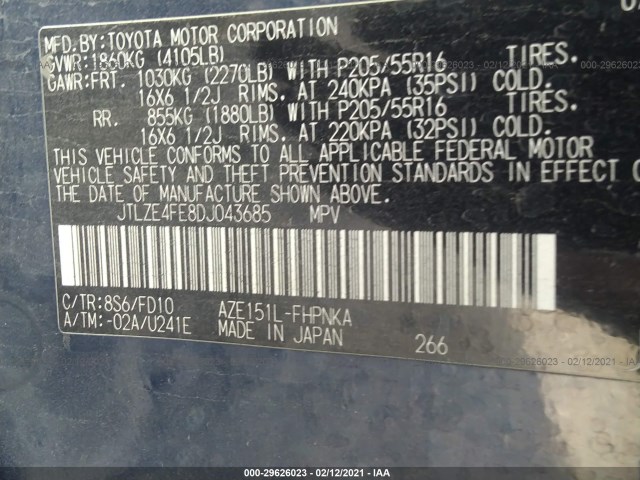 MFD. BY: TOYOTA MOTOR CORPORATION
GVWR: 1860KG (4105LB)
GAWR: FRT. 1030KG (2270LB) WITH P205/55R16 TIRES.
16X6 1/2J RIMS. AT 240KPA (35PSI) COLD.
RR. 855KG (1880LB) WITH P205/55R16 TIRES.
16X6 1/2J RIMS. AT 220KPA (32PSI) COLD.
THIS VEHICLE CONFORMS TO ALL APPLICABLE FEDERAL MOTOR
VEHICLE SAFETY AND THEFT PREVENTION STANDARDS IN EFFECT
THE DATE OF MANUFACTURE SHOWN ABOVE.
JTLZE4FE8DJ043685 MPV
C/TR: 8S6/FD10 AZE151L-FHPNKA
A/TM: -02A/U241E MADE IN JAPAN 266
000-29626023 - 02/12/2021 - IAAI.COM